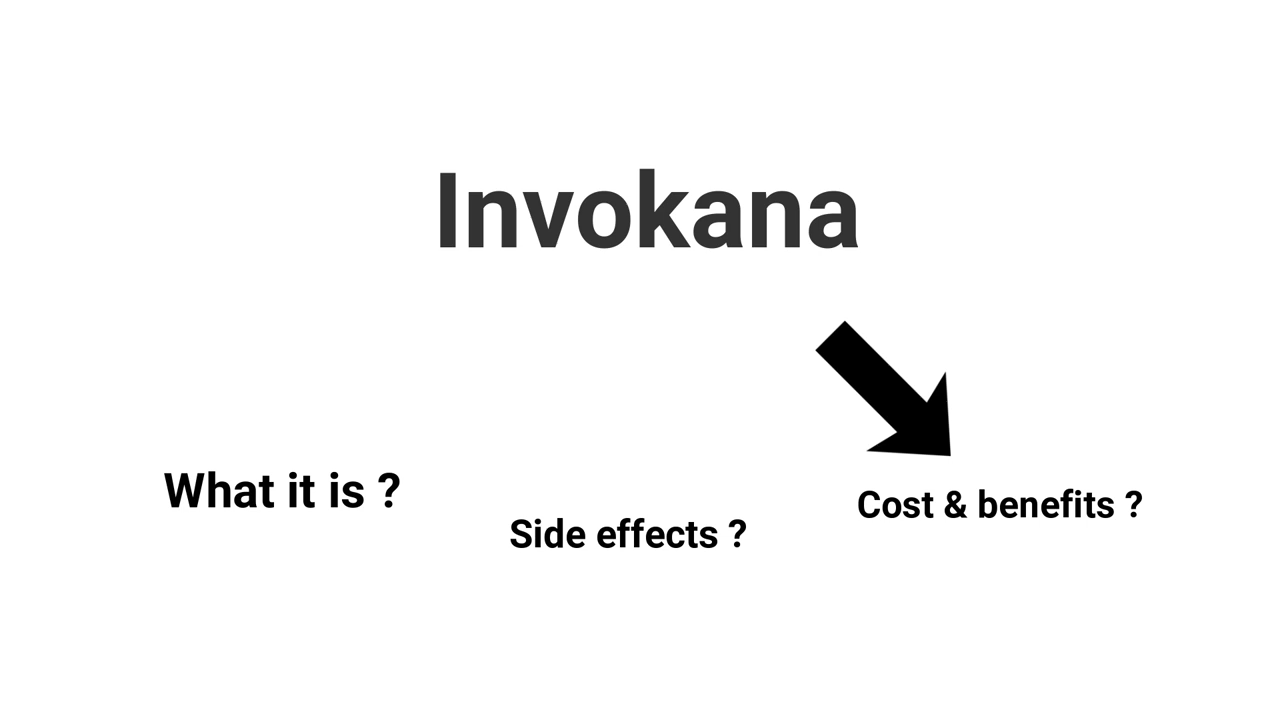 Invokana
What it is ?
Side effects ?
Cost & benefits ?